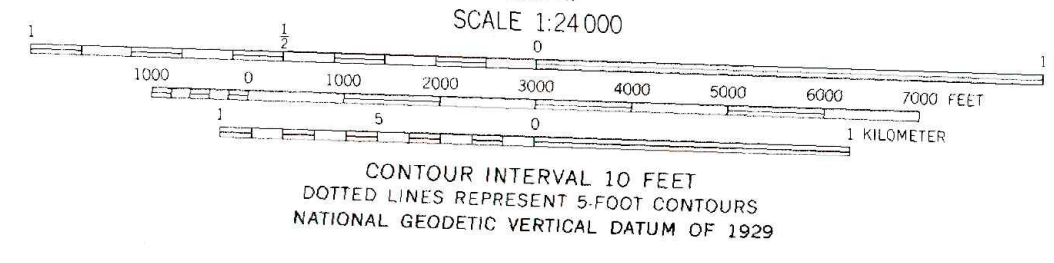 SCALE 1:24 000
1 1/2 0 1
1000 0 1000 2000 3000 4000 5000 6000 7000 FEET
1 5 0 1 KILOMETER
CONTOUR INTERVAL 10 FEET
DOTTED LINES REPRESENT 5-FOOT CONTOURS
NATIONAL GEODETIC VERTICAL DATUM OF 1929